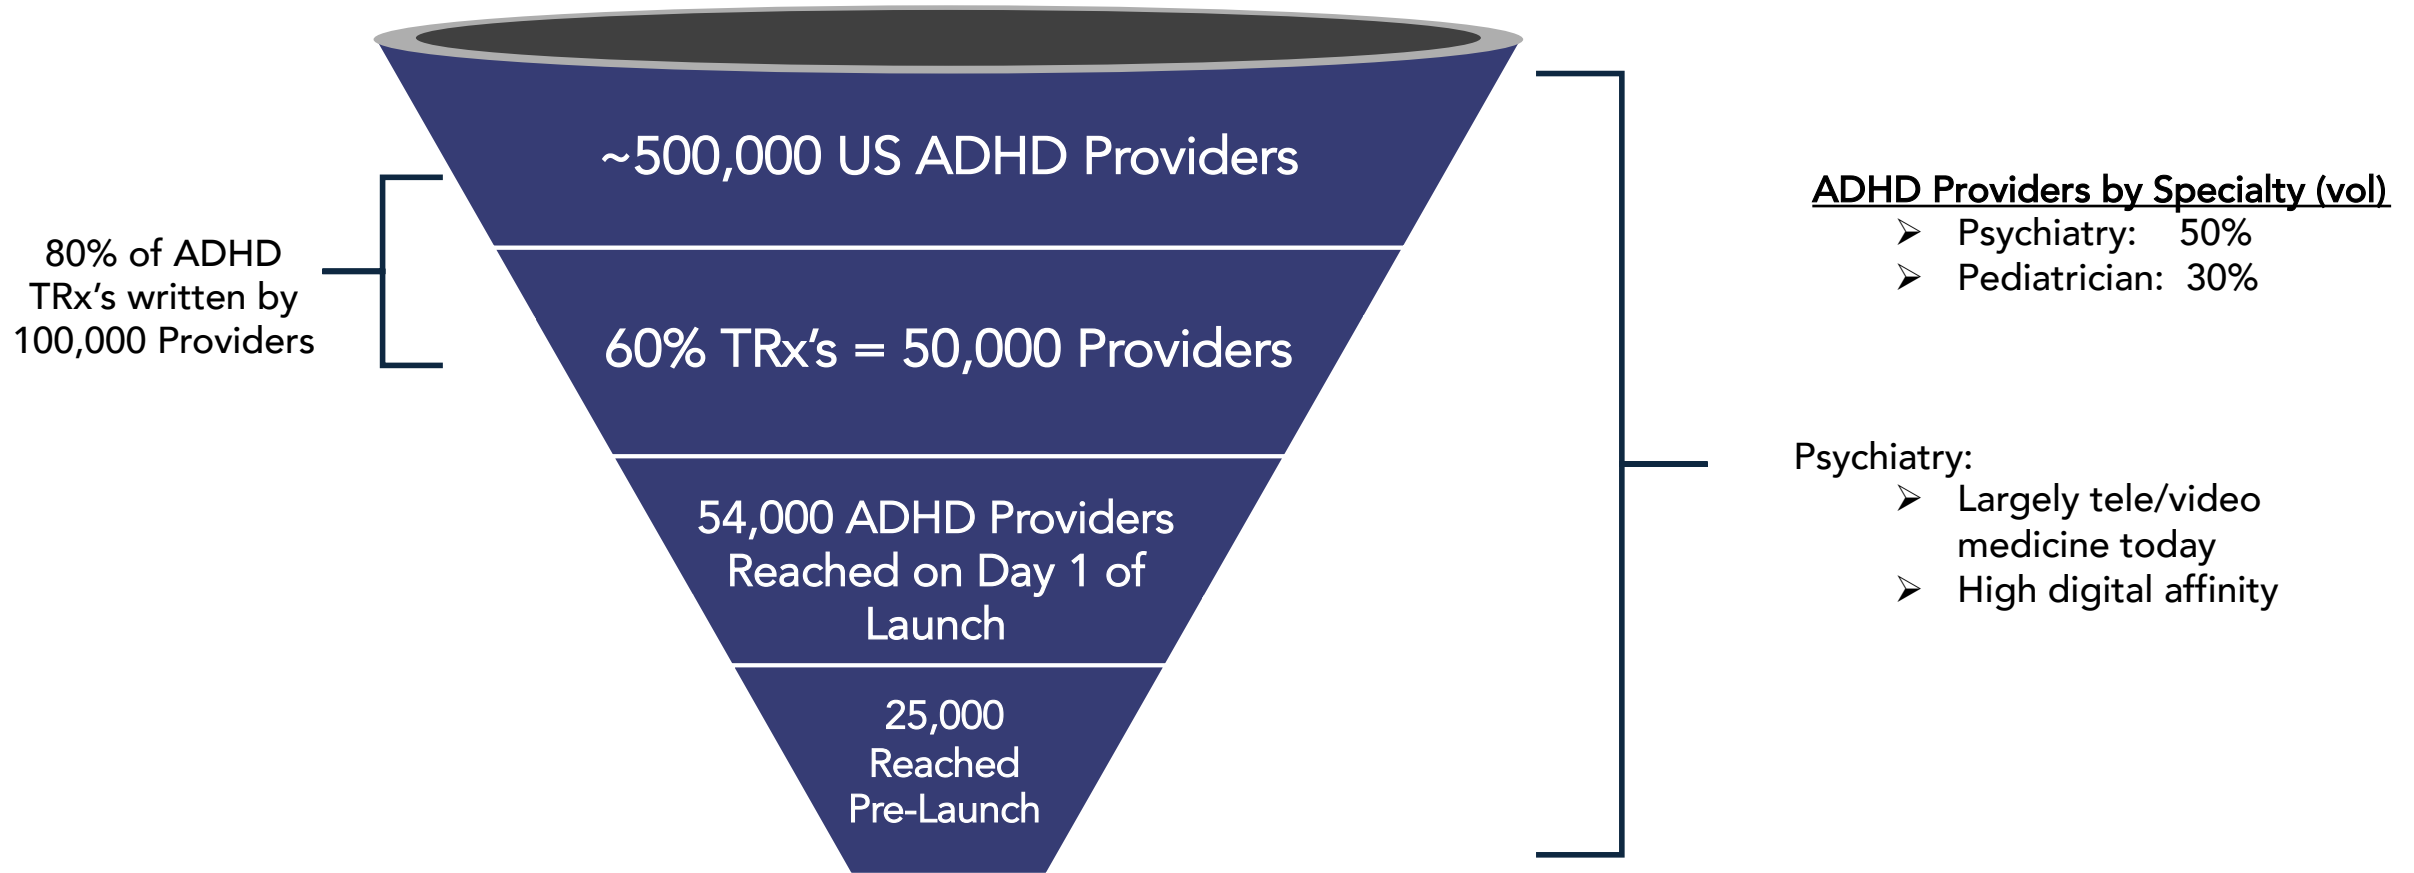 ~500,000 US ADHD Providers
80% of ADHD
TRx‘s written by
100,000 Providers
60% TRx‘s = 50,000 Providers
54,000 ADHD Providers
Reached on Day 1 of
Launch
25,000
Reached
Pre-Launch
ADHD Providers by Specialty (vol)
➢ Psychiatry: 50%
➢ Pediatrician: 30%
Psychiatry:
➢ Largely tele/video
medicine today
➢ High digital affinity